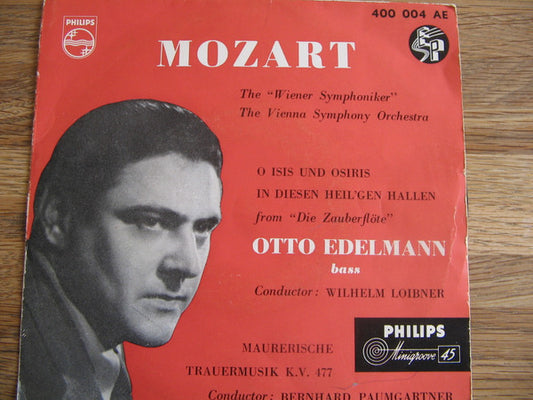 PHILIPS
400 004 AE
MOZART
The "Wiener Symphoniker"
The Vienna Symphony Orchestra
O ISIS UND OSIRIS
IN DIESEN HEIL'GEN HALLEN
from "Die Zauberflöte"
OTTO EDELMANN
bass
Conductor: WILHELM LOIBNER
PHILIPS
Minigroove 45
MAURERISCHE
TRAUERMUSIK K.V. 477
Conductor: BERNHARD PAUMGARTNER